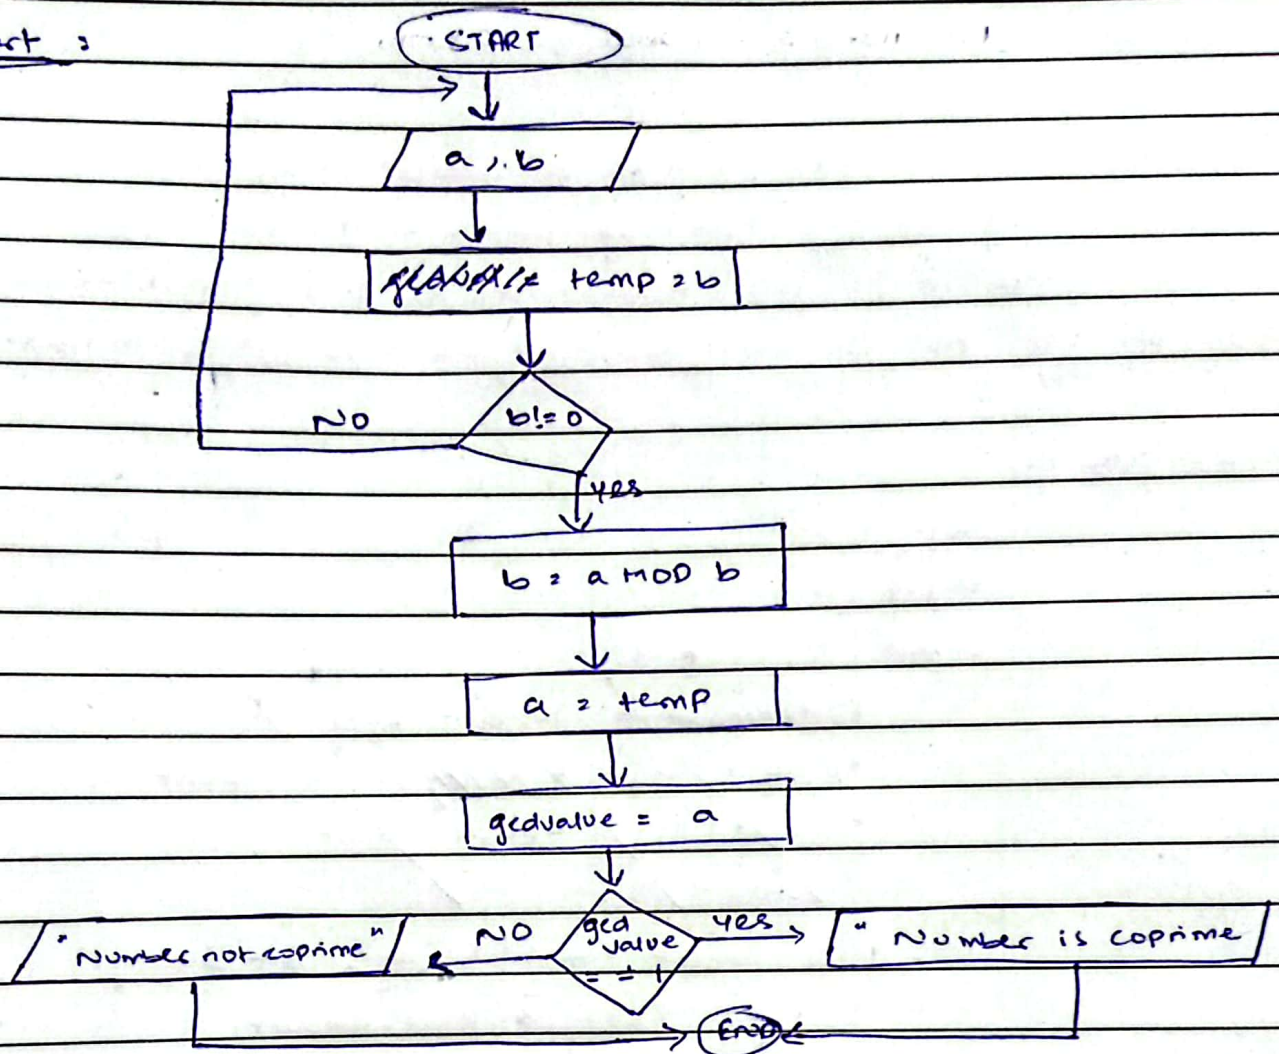 START
a, b
temp = b
b!= 0
NO
yes
b = a MOD b
a = temp
gcdvalue = a
gcd
value
== 1
NO
yes
"Number not coprime"
" Number is coprime
END